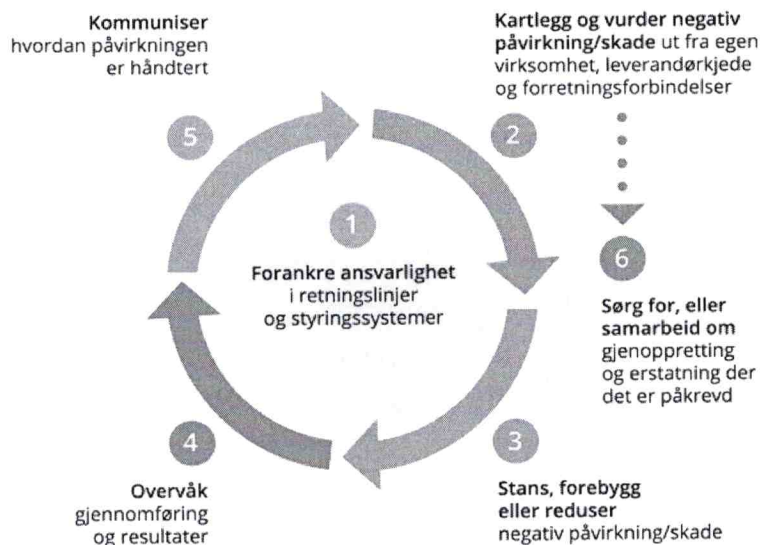 Kommuniser
hvordan påvirkningen
er håndtert
5
Kartlegg og vurder negativ
påvirkning/skade ut fra egen
virksomhet, leverandørkjede
og forretningsforbindelser
2
1
Forankre ansvarlighet
i retningslinjer
og styringssystemer
6
Sørg for, eller
samarbeid om
gjenoppretting
og erstatning der
det er påkrevd
4
Overvåk
gjennomføring
og resultater
3
Stans, forebygg
eller reduser
negativ påvirkning/skade